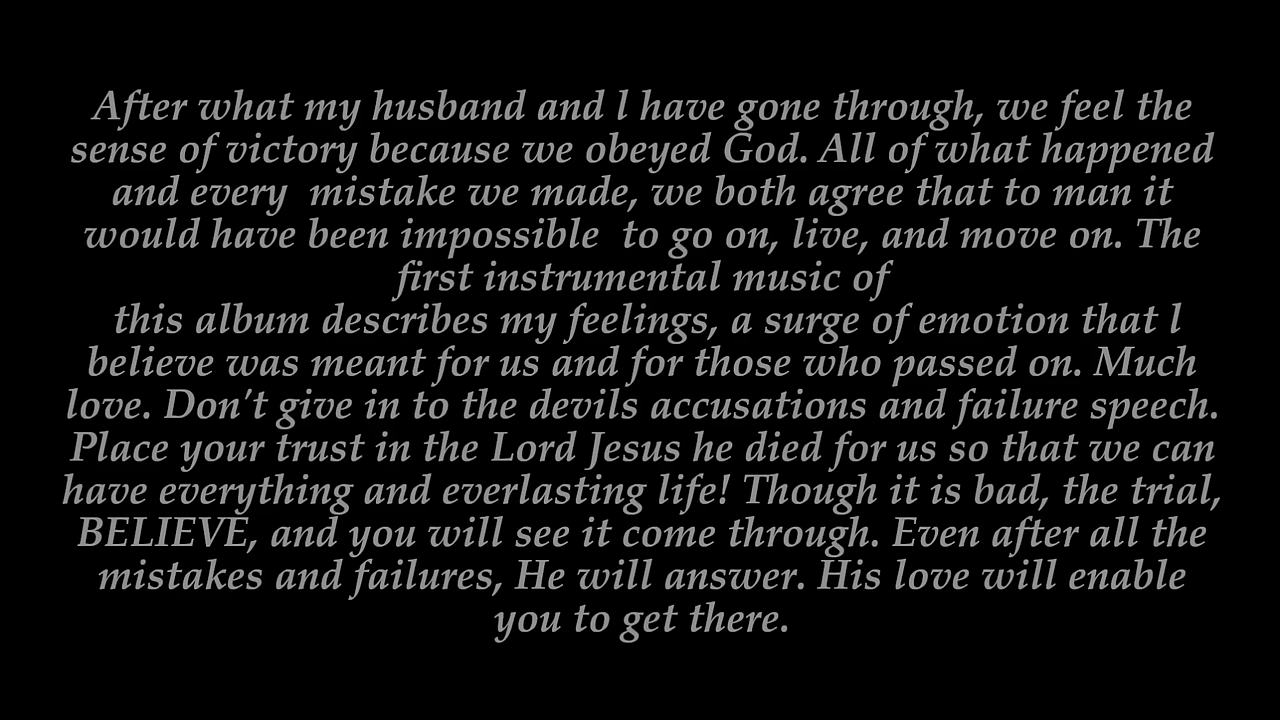 After what my husband and l have gone through, we feel the
sense of victory because we obeyed God. All of what happened
and every  mistake we made, we both agree that to man it
would have been impossible  to go on, live, and move on. The
first instrumental music of
this album describes my feelings, a surge of emotion that l
believe was meant for us and for those who passed on. Much
love. Don't give in to the devils accusations and failure speech.
Place your trust in the Lord Jesus he died for us so that we can
have everything and everlasting life! Though it is bad, the trial,
BELIEVE, and you will see it come through. Even after all the
mistakes and failures, He will answer. His love will enable
you to get there.